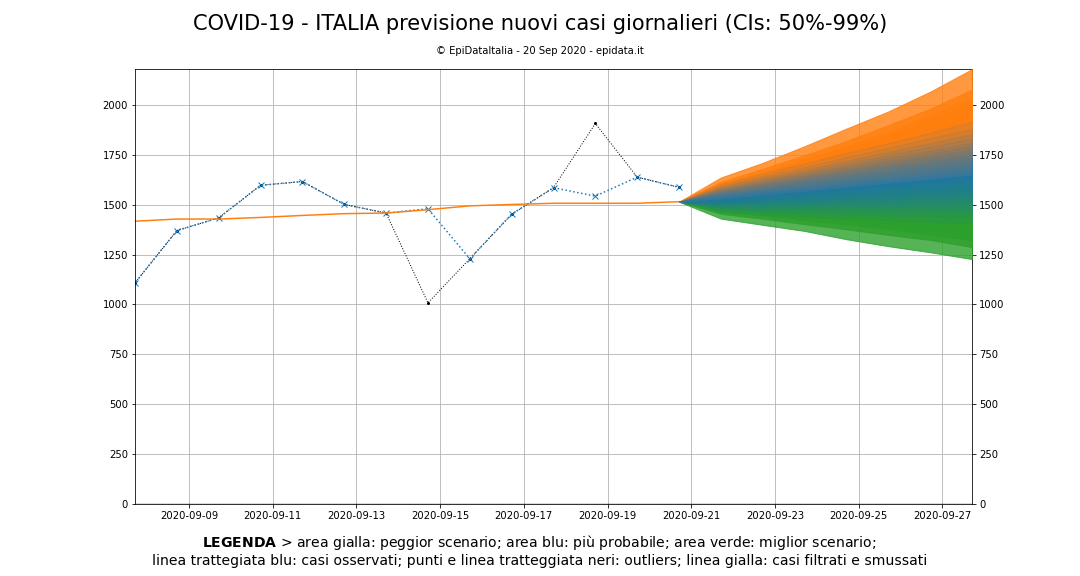 COVID-19 - ITALIA previsione nuovi casi giornalieri (CIs: 50%-99%)
© EpiDataItalia - 20 Sep 2020 - epidata.it
2000 2000
1750 1750
1500 1500
1250 1250
1000 1000
750 750
500 500
250 250
0 0
2020-09-09 2020-09-11 2020-09-13 2020-09-15 2020-09-17 2020-09-19 2020-09-21 2020-09-23 2020-09-25 2020-09-27
LEGENDA > area gialla: peggior scenario; area blu: più probabile; area verde: miglior scenario;
linea trattegiata blu: casi osservati; punti e linea tratteggiata neri: outliers; linea gialla: casi filtrati e smussati